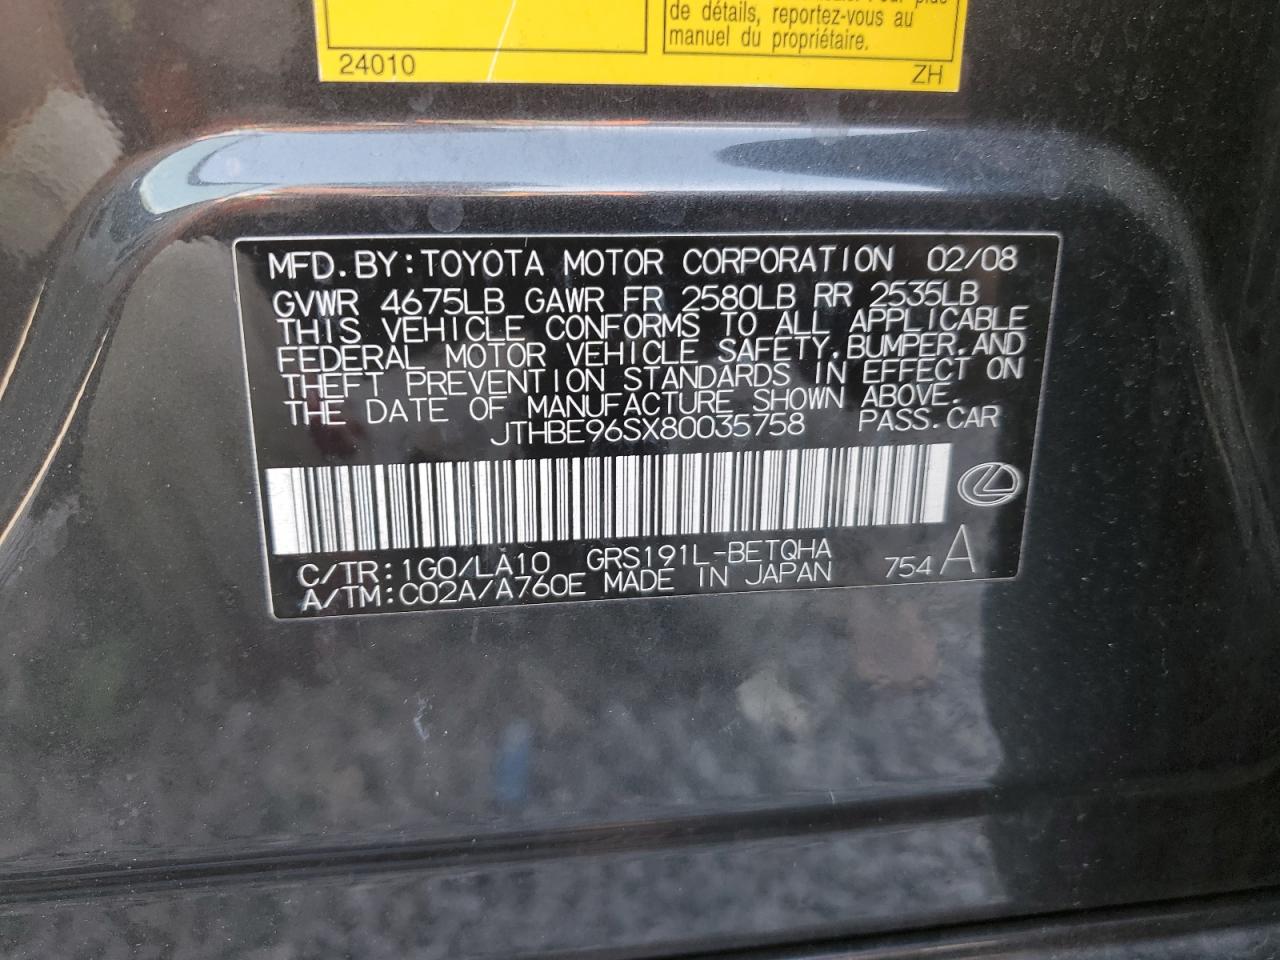 de détails, reportez-vous au
manuel du propriétaire.
24010
ZH
MFD.BY:TOYOTA MOTOR CORPORATION 02/08
GVWR 4675LB GAWR FR 2580LB RR 2535LB
THIS VEHICLE CONFORMS TO ALL APPLICABLE
FEDERAL MOTOR VEHICLE SAFETY,BUMPER,AND
THEFT PREVENTION STANDARDS IN EFFECT ON
THE DATE OF MANUFACTURE SHOWN ABOVE.
JTHBE96SX80035758 PASS.CAR
C/TR:1G0/LA10 GRS191L-BETQHA
A/TM:C02A/A760E MADE IN JAPAN 754 A